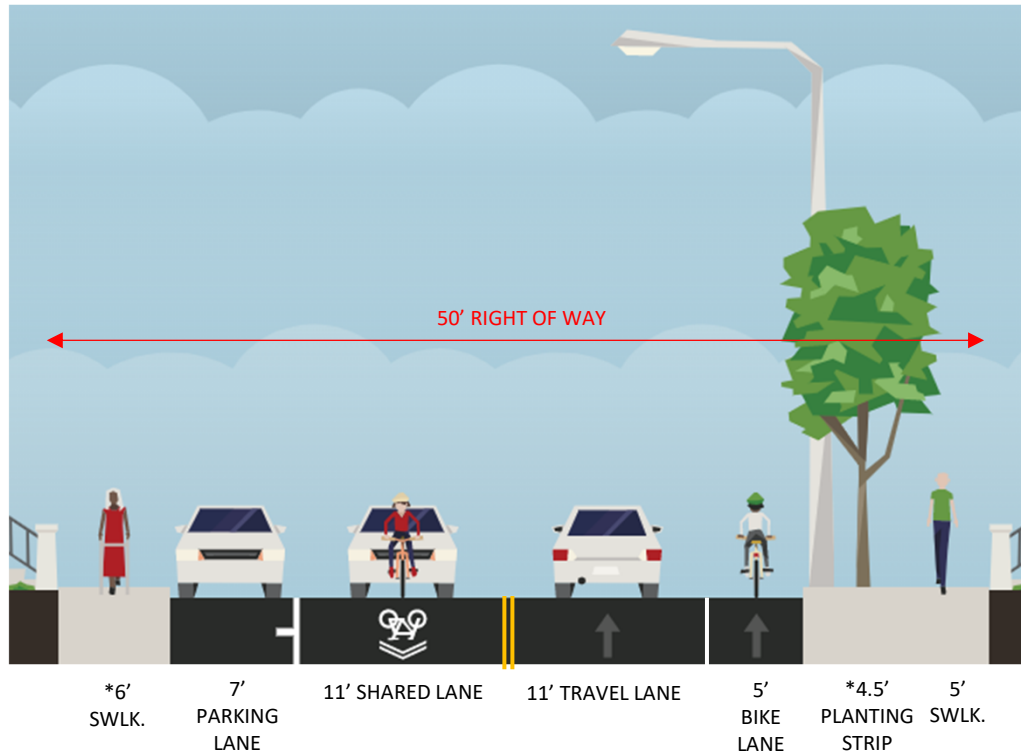 50’ RIGHT OF WAY
*6’
SWLK.
7’
PARKING
LANE
11’ SHARED LANE
11’ TRAVEL LANE
5’
BIKE
LANE
*4.5’
PLANTING
STRIP
5’
SWLK.